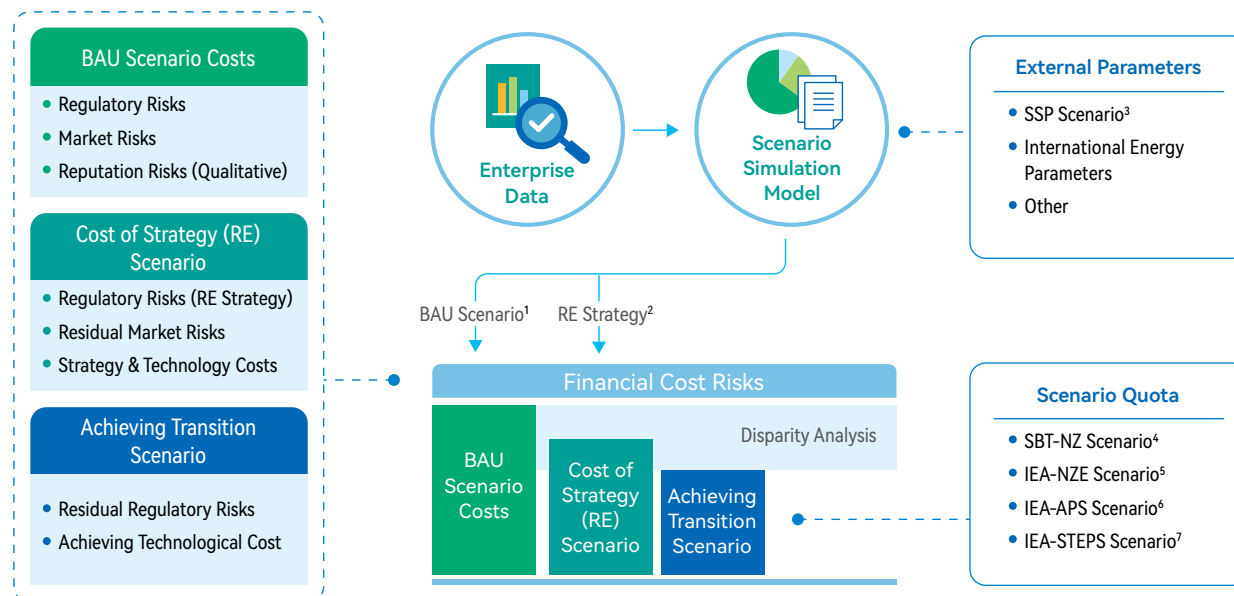 BAU Scenario Costs
• Regulatory Risks
• Market Risks
• Reputation Risks (Qualitative)
Cost of Strategy (RE)
Scenario
• Regulatory Risks (RE Strategy)
• Residual Market Risks
• Strategy & Technology Costs
Achieving Transition
Scenario
• Residual Regulatory Risks
• Achieving Technological Cost
Enterprise
Data
Scenario
Simulation
Model
External Parameters
• SSP Scenario³
• International Energy
Parameters
• Other
BAU Scenario¹
RE Strategy²
Financial Cost Risks
Disparity Analysis
BAU
Scenario
Costs
Cost of
Strategy
(RE)
Scenario
Achieving
Transition
Scenario
Scenario Quota
• SBT-NZ Scenario⁴
• IEA-NZE Scenario⁵
• IEA-APS Scenario⁶
• IEA-STEPS Scenario⁷